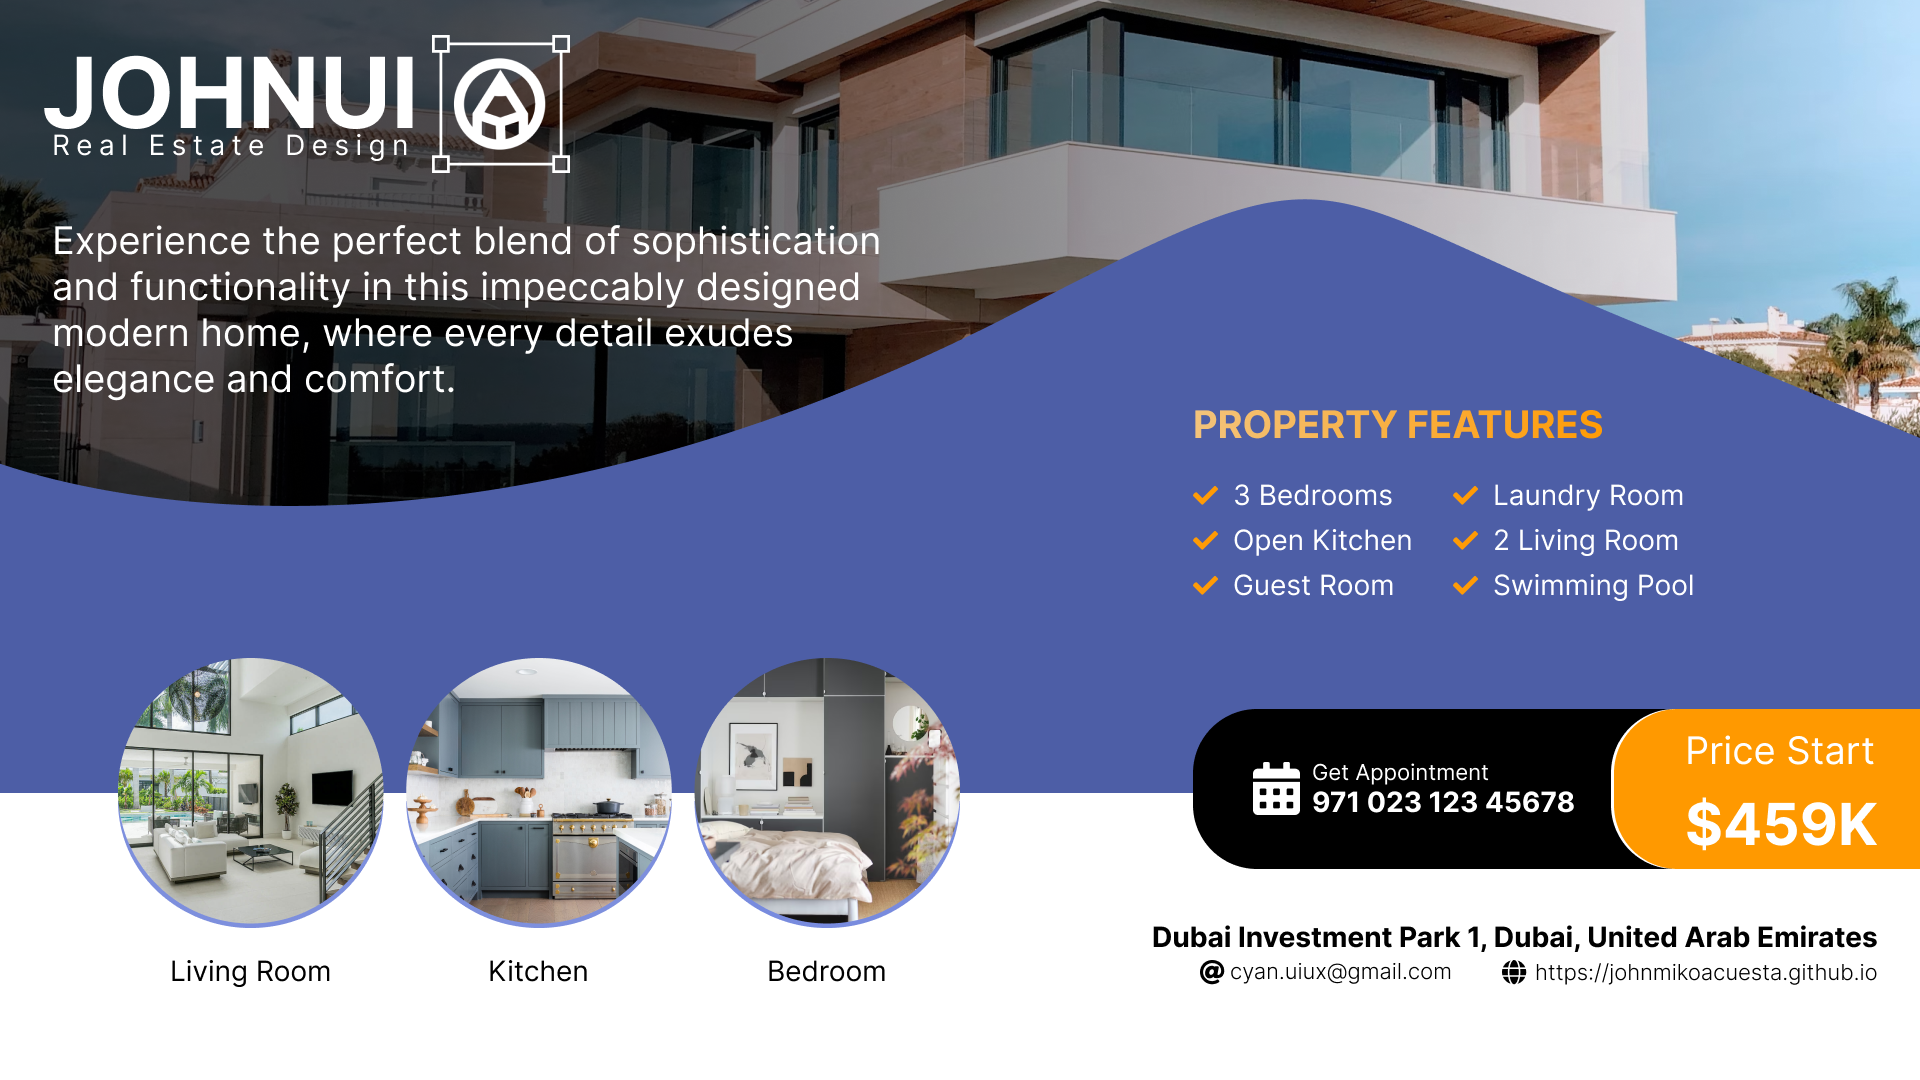 JOHNUI
Real Estate Design
Experience the perfect blend of sophistication
and functionality in this impeccably designed
modern home, where every detail exudes
elegance and comfort.
PROPERTY FEATURES
3 Bedrooms
Open Kitchen
Guest Room
Laundry Room
2 Living Room
Swimming Pool
Living Room
Kitchen
Bedroom
Get Appointment
971 023 123 45678
Price Start
$459K
Dubai Investment Park 1, Dubai, United Arab Emirates
cyan.uiux@gmail.com
https://johnmikoacuesta.github.io